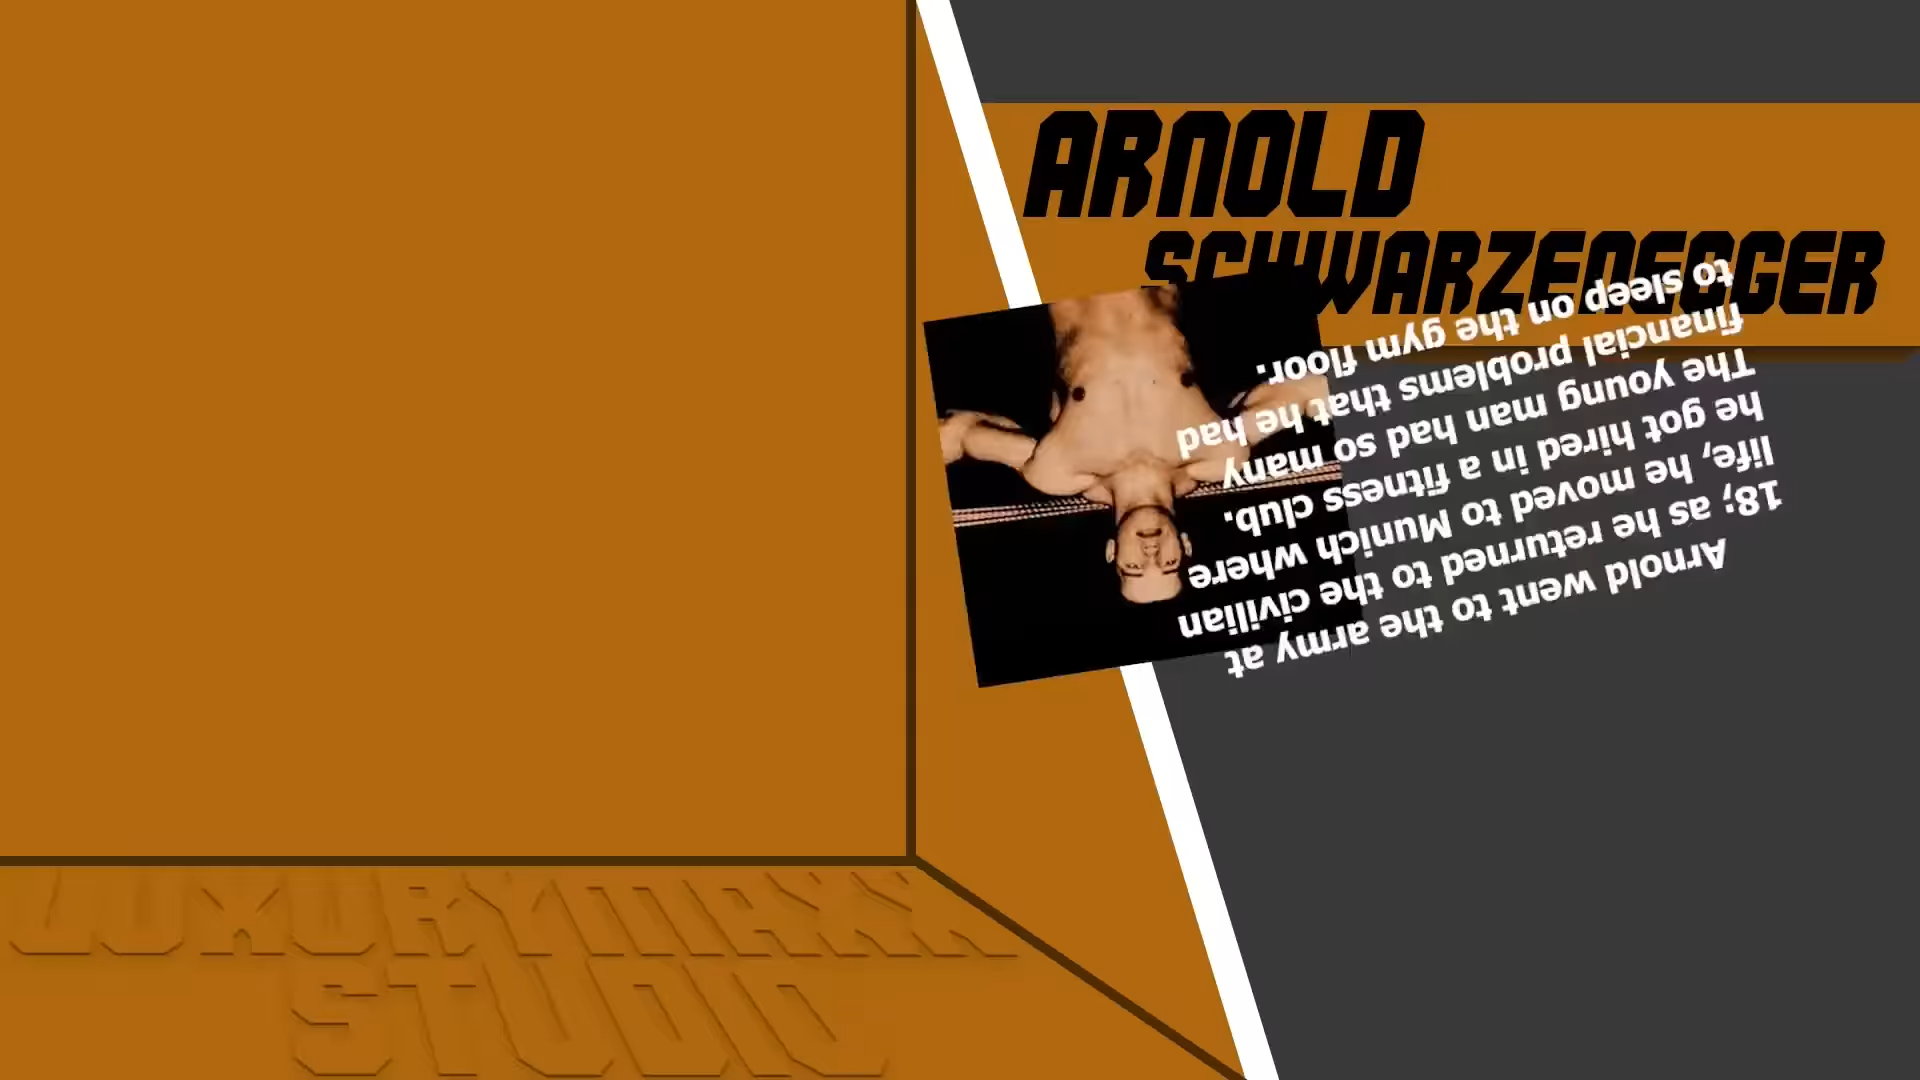 ARNOLD
SCHWARZENEGGER
Arnold went to the army at
18; as he returned to the civilian
life, he moved to Munich where
he got hired in a fitness club.
The young man had so many
financial problems that he had
to sleep on the gym floor.
LUXURYMAXX
STUDIO